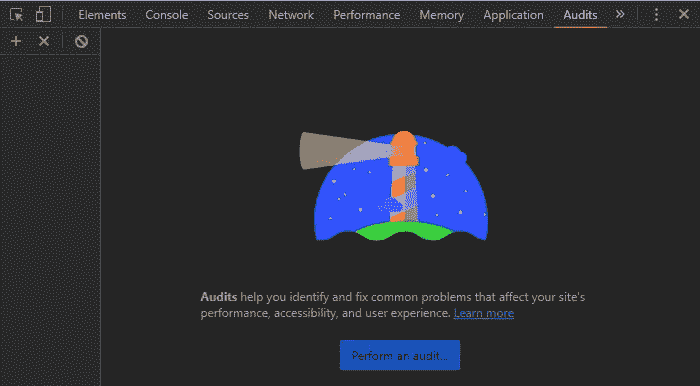 Elements Console Sources Network Performance Memory Application Audits
Audits help you identify and fix common problems that affect your site's
performance, accessibility, and user experience. Learn more
Perform an audit...